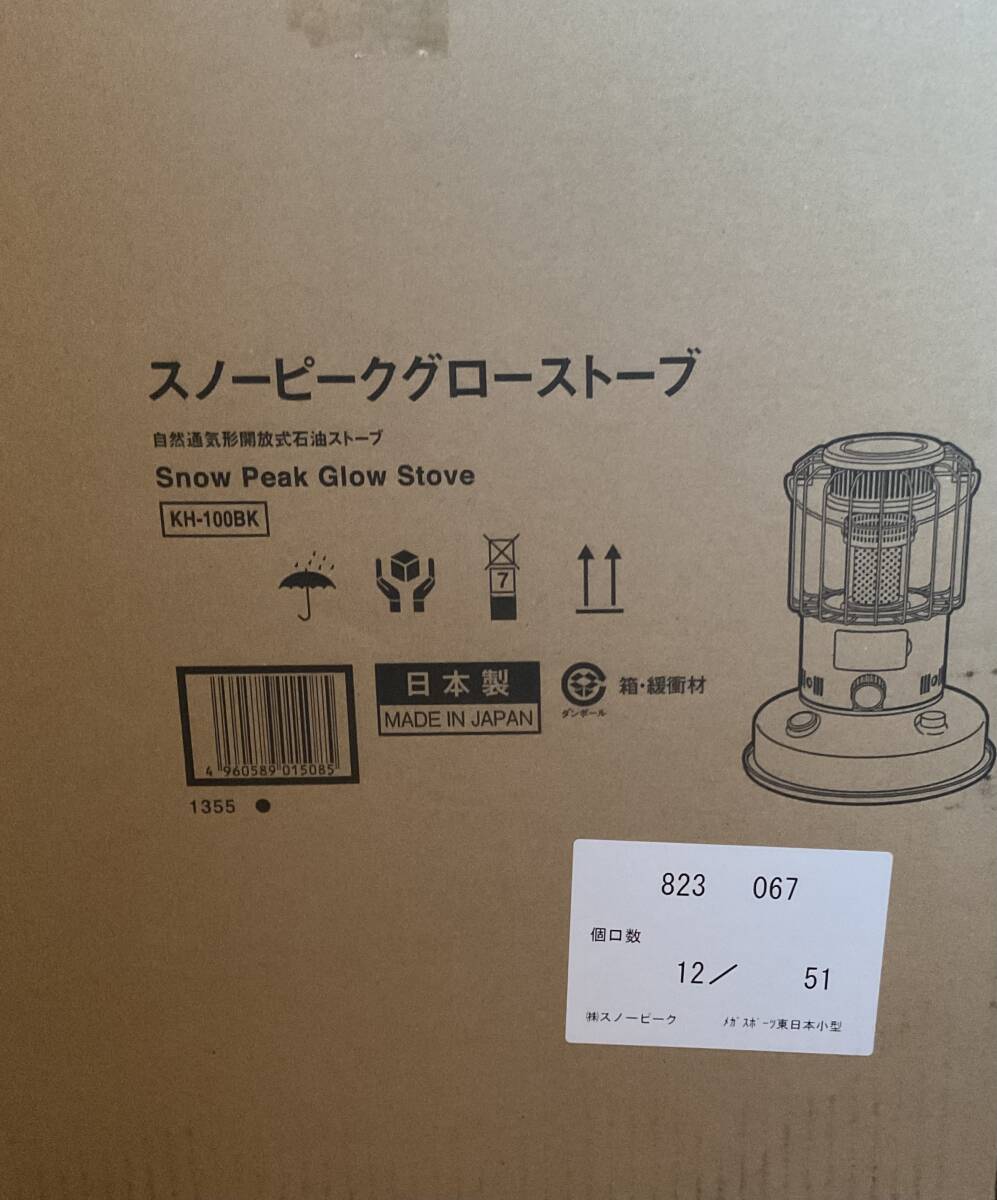 スノーピークグローストーブ
自然通気形開放式石油ストーブ
Snow Peak Glow Stove
KH-100BK
7
日本製
MADE IN JAPAN
ダンボール
箱・緩衝材
4 960589 015085
1355 ●
823 067
個口数
12／ 51
㈱スノーピーク ﾒｶﾞｽﾎﾟｰﾂ東日本小型